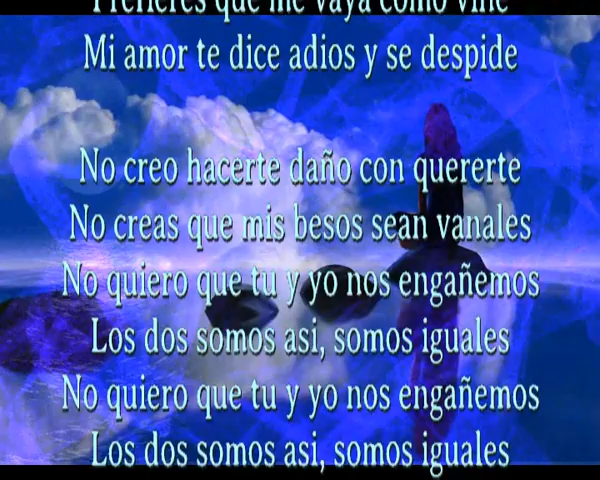 Prefieres que me vaya como vine
Mi amor te dice adios y se despide
No creo hacerte daño con quererte
No creas que mis besos sean vanales
No quiero que tu y yo nos engañemos
Los dos somos asi, somos iguales
No quiero que tu y yo nos engañemos
Los dos somos asi, somos iguales